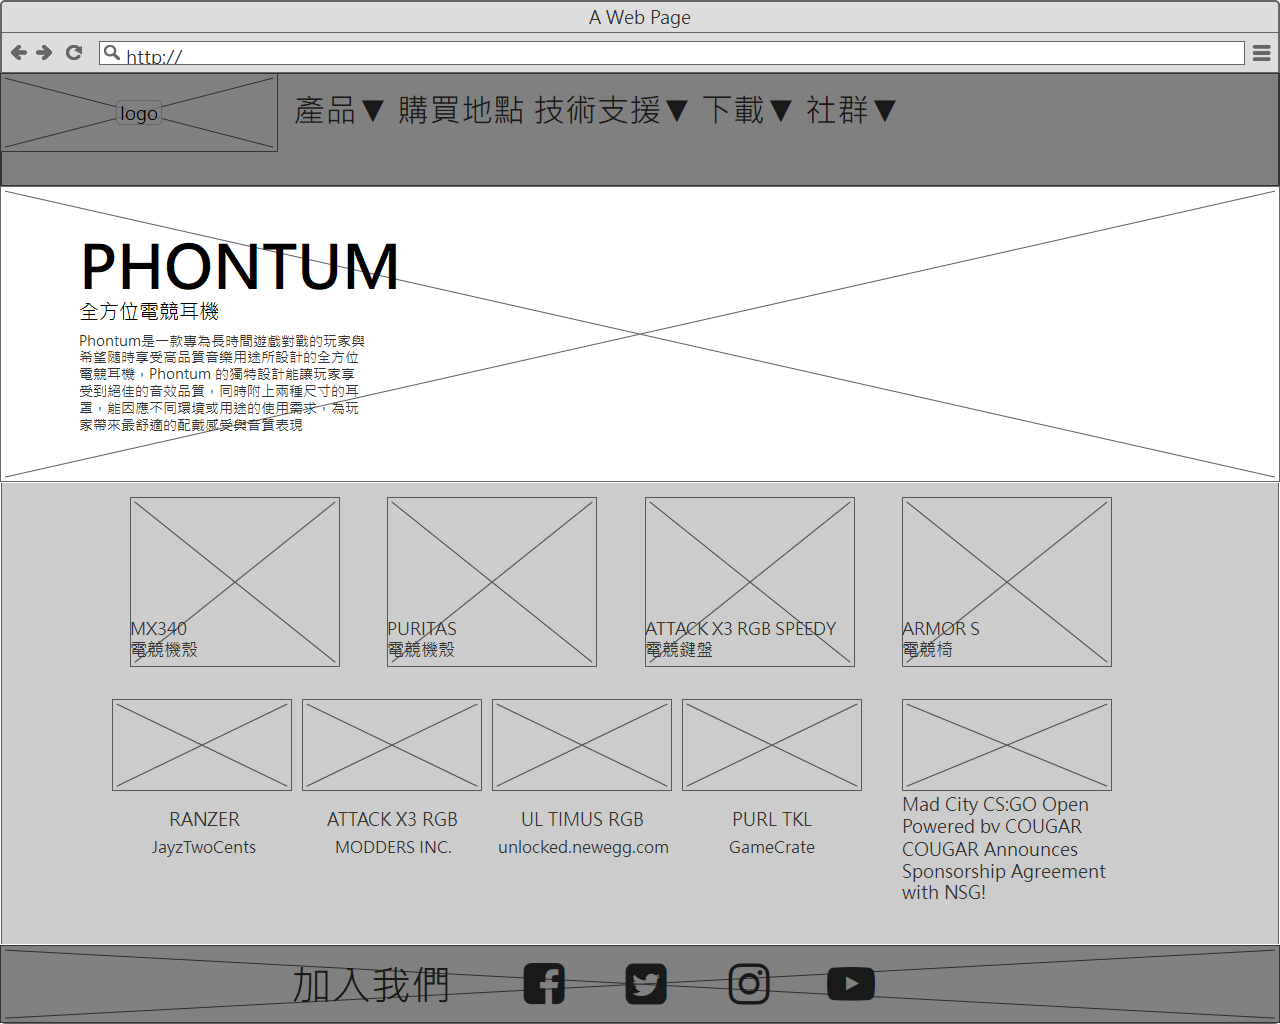 A Web Page
http://
logo
產品▼ 購買地點 技術支援▼ 下載▼ 社群▼
PHONTUM
全方位電競耳機
Phontum是一款專為長時間遊戲對戰的玩家與
希望隨時享受高品質音樂用途所設計的全方位
電競耳機，Phontum 的獨特設計能讓玩家享
受到絕佳的音效品質，同時附上兩種尺寸的耳
罩，能因應不同環境或用途的使用需求，為玩
家帶來最舒適的配戴感受與音質表現
MX340
電競機殼
PURITAS
電競機殼
ATTACK X3 RGB SPEEDY
電競鍵盤
ARMOR S
電競椅
RANZER
JayzTwoCents
ATTACK X3 RGB
MODDERS INC.
UL TIMUS RGB
unlocked.newegg.com
PURL TKL
GameCrate
Mad City CS:GO Open
Powered by COUGAR
COUGAR Announces
Sponsorship Agreement
with NSG!
加入我們